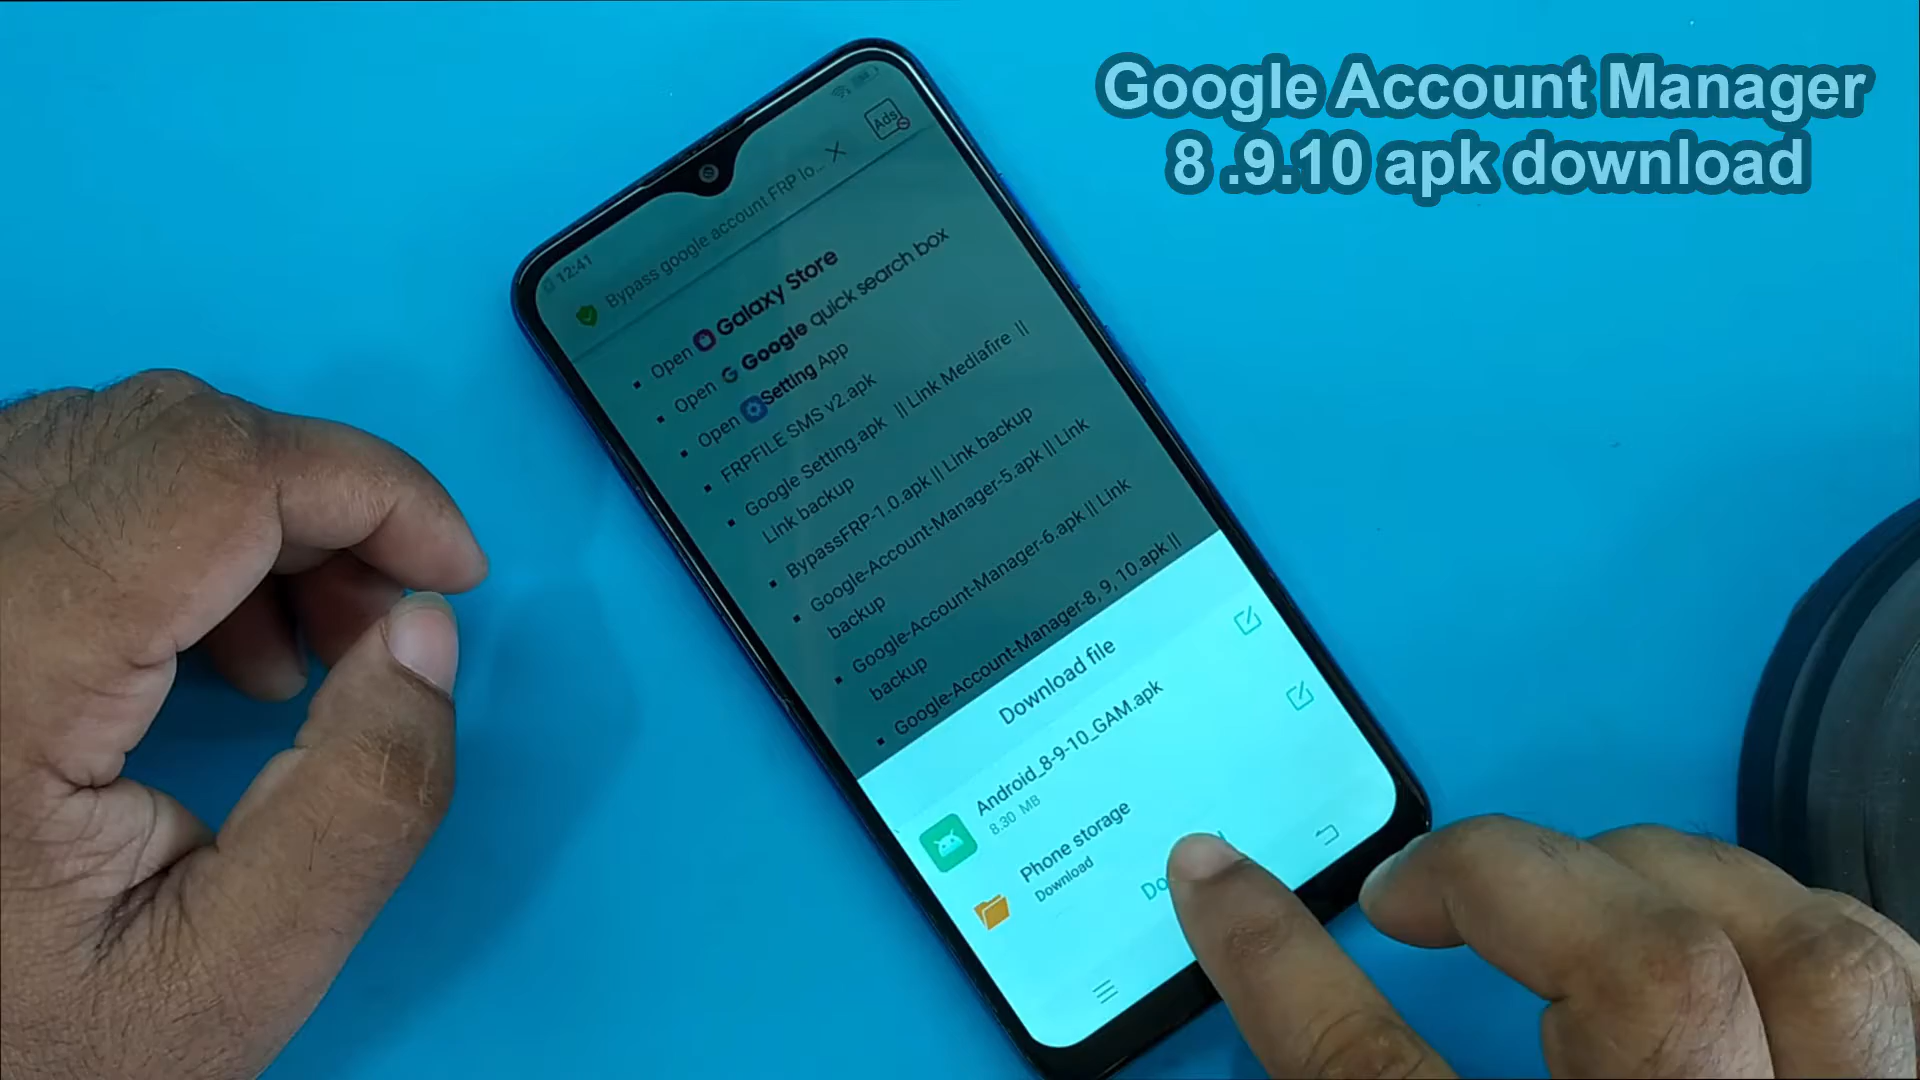 Google Account Manager
8 .9.10 apk download
12:41
Ads
Bypass google account FRP lo...
Open Galaxy Store
Open Google quick search box
Open Setting App
FRPFILE SMS v2.apk
Google Setting.apk || Link Mediafire ||
Link backup
BypassFRP-1.0.apk || Link backup
Google-Account-Manager-5.apk || Link
backup
Google-Account-Manager-6.apk || Link
backup
Google-Account-Manager-8, 9, 10.apk ||
Download file
Android_8-9-10_GAM.apk
8.30 MB
Phone storage
Download